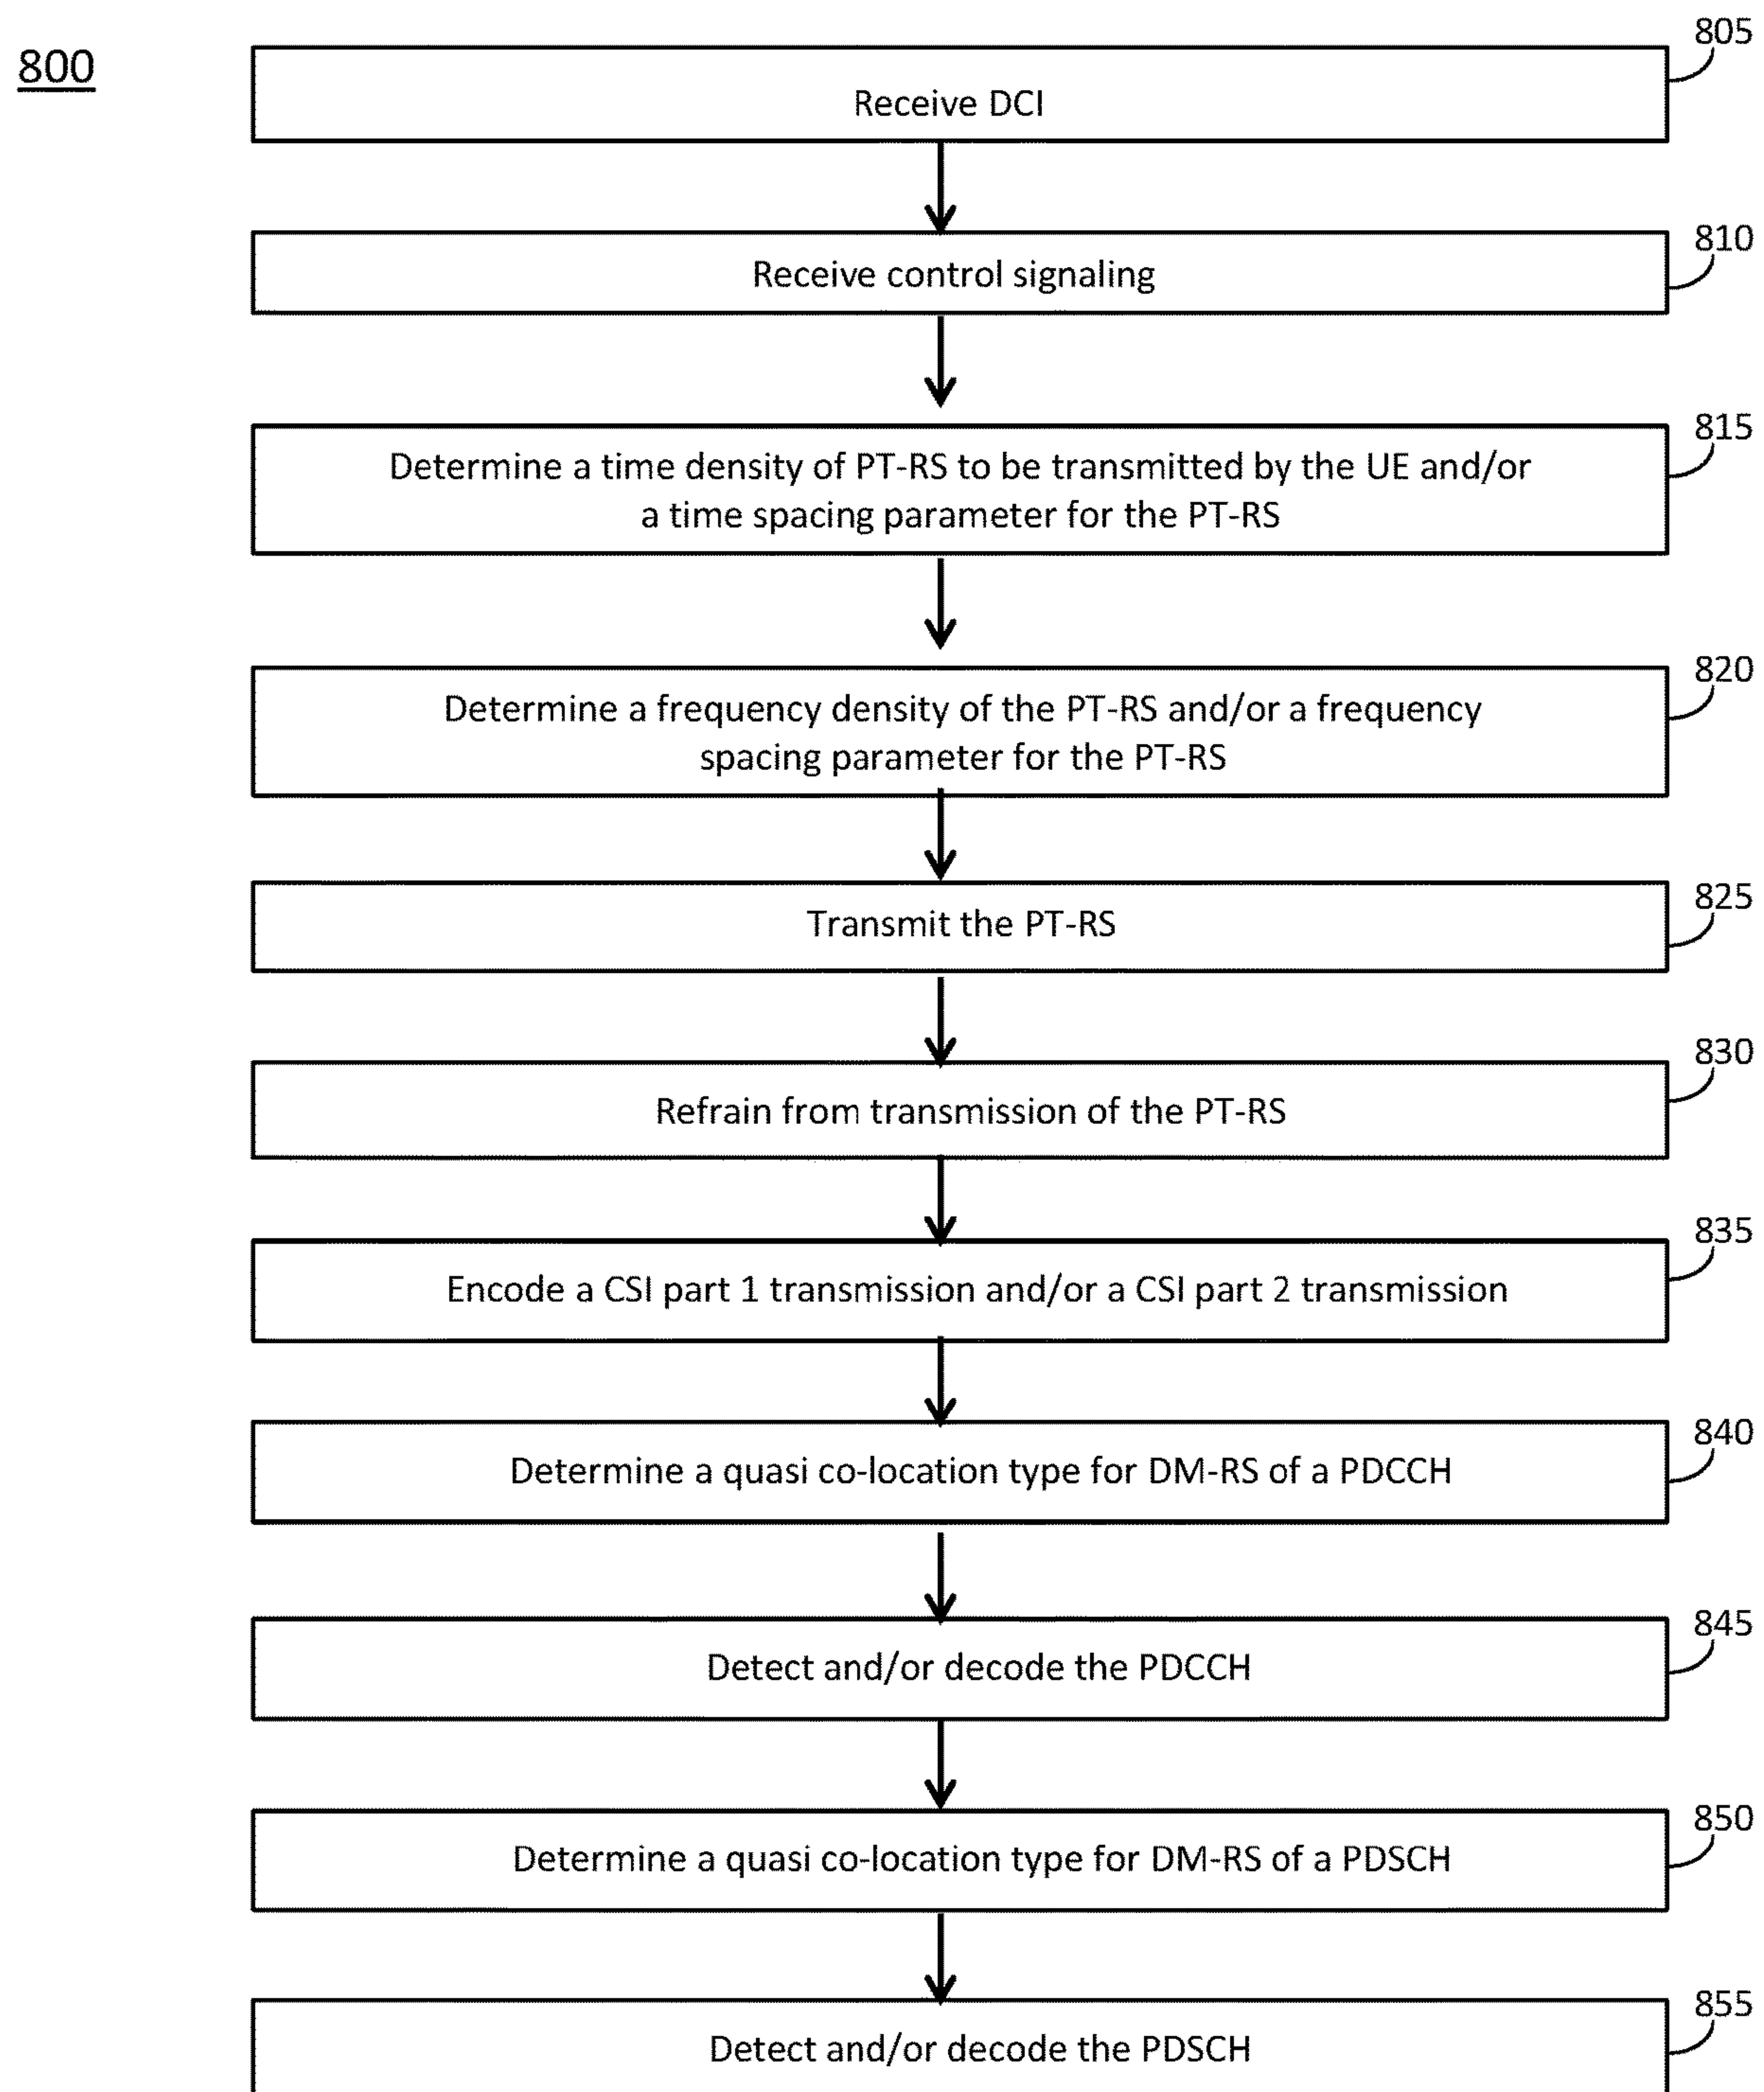 800
805
Receive DCI
810
Receive control signaling
815
Determine a time density of PT-RS to be transmitted by the UE and/or
a time spacing parameter for the PT-RS
820
Determine a frequency density of the PT-RS and/or a frequency
spacing parameter for the PT-RS
825
Transmit the PT-RS
830
Refrain from transmission of the PT-RS
835
Encode a CSI part 1 transmission and/or a CSI part 2 transmission
840
Determine a quasi co-location type for DM-RS of a PDCCH
845
Detect and/or decode the PDCCH
850
Determine a quasi co-location type for DM-RS of a PDSCH
855
Detect and/or decode the PDSCH